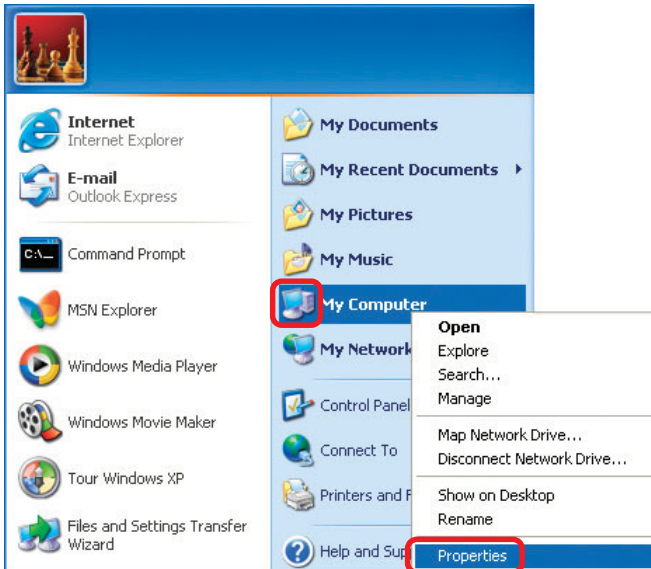 Internet
Internet Explorer
E-mail
Outlook Express
C:\_
Command Prompt
MSN Explorer
Windows Media Player
Windows Movie Maker
Tour Windows XP
Files and Settings Transfer
Wizard
My Documents
My Recent Documents
My Pictures
My Music
My Computer
My Network
Control Panel
Connect To
Printers and F
Help and Sup
Open
Explore
Search...
Manage
Map Network Drive...
Disconnect Network Drive...
Show on Desktop
Rename
Properties